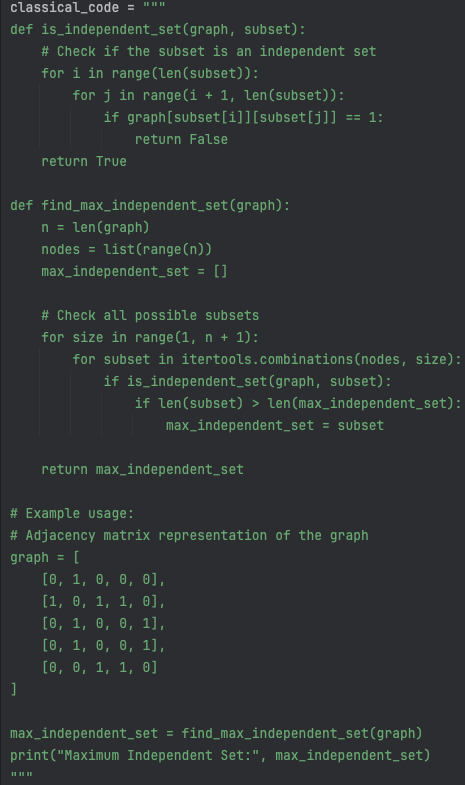 classical_code = """
def is_independent_set(graph, subset):
    # Check if the subset is an independent set
    for i in range(len(subset)):
        for j in range(i + 1, len(subset)):
            if graph[subset[i]][subset[j]] == 1:
                return False
    return True

def find_max_independent_set(graph):
    n = len(graph)
    nodes = list(range(n))
    max_independent_set = []

    # Check all possible subsets
    for size in range(1, n + 1):
        for subset in itertools.combinations(nodes, size):
            if is_independent_set(graph, subset):
                if len(subset) > len(max_independent_set):
                    max_independent_set = subset

    return max_independent_set

# Example usage:
# Adjacency matrix representation of the graph
graph = [
    [0, 1, 0, 0, 0],
    [1, 0, 1, 1, 0],
    [0, 1, 0, 0, 1],
    [0, 1, 0, 0, 1],
    [0, 0, 1, 1, 0]
]

max_independent_set = find_max_independent_set(graph)
print("Maximum Independent Set:", max_independent_set)
"""